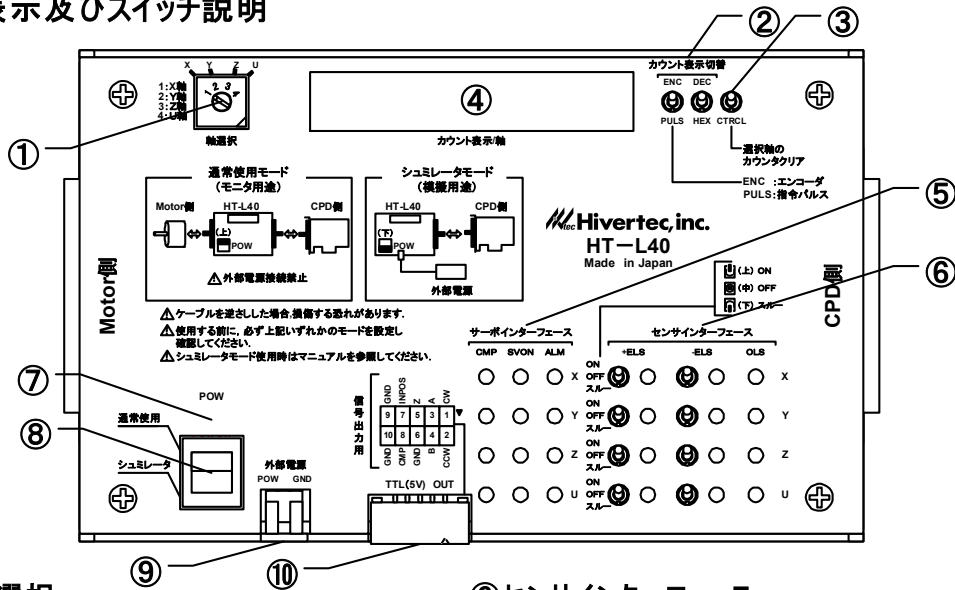 表示及びスイッチ説明
② ③
X Y Z U
1:X軸
2:Y軸
3:Z軸
4:U軸
1 2 3 4
軸選択
①
④
カウント表示/軸
カウント表示切替
ENC DEC
PULS HEX CTRCL
選択軸の
カウンタクリア
ENC :エンコーダ
PULS:指令パルス
通常使用モード
(モニタ用途)
Motor側 HT-L40 CPD側
(上)
POW
⚠外部電源接続禁止
シュミレータモード
(模擬用途)
HT-L40 CPD側
(下)
POW
外部電源
Hivertec,inc.
HT-L40
Made in Japan
⑤
⑥
Motor側
CPD側
⚠ケーブルを逆さしした場合,損傷する恐れがあります.
⚠使用する前に,必ず上記いずれかのモードを設定し
確認してください.
⚠シュミレータモード使用時はマニュアルを参照してください.
(上) ON
(中) OFF
(下) スルー
サーボインターフェース
CMP SVON ALM
センサインターフェース
+ELS -ELS OLS
ON
OFF
スルー
X X
ON
OFF
スルー
Y Y
ON
OFF
スルー
Z Z
ON
OFF
スルー
U U
⑦
POW
通常使用
⑧
シュミレータ
外部電源
POW GND
⑨
信号出力用
GND INPOS Z A CW
9 7 5 3 1
10 8 6 4 2
GND CMP GND B CCW
TTL(5V) OUT
⑩